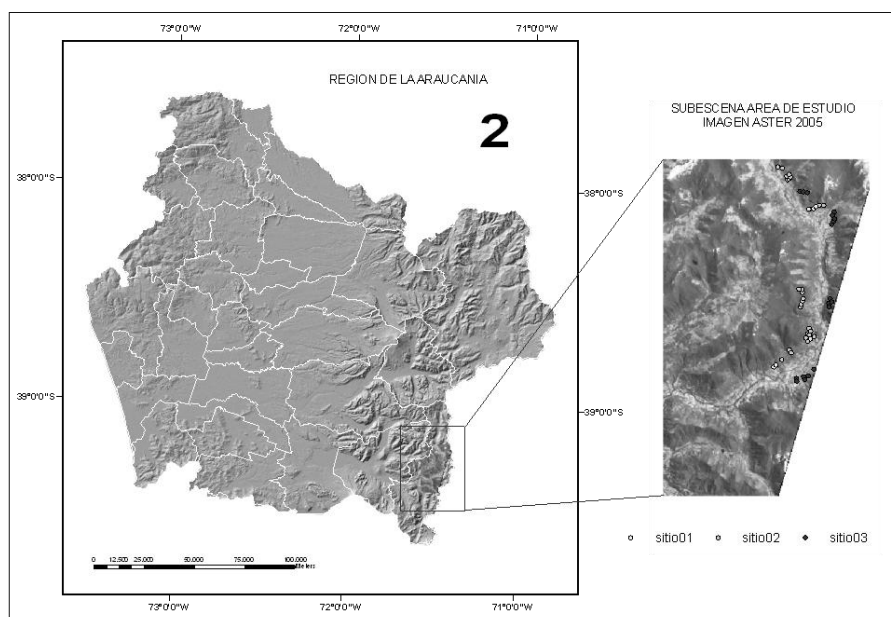 73°0'0"W 72°0'0"W 71°0'0"W
REGION DE LA ARAUCANIA
2
SUBESCENA AREA DE ESTUDIO
IMAGEN ASTER 2005
38°0'0"S 38°0'0"S
39°0'0"S 39°0'0"S
sitio01 sitio02 sitio03
0 12.500 25.000 50.000 75.000 100.000
73°0'0"W 72°0'0"W 71°0'0"W